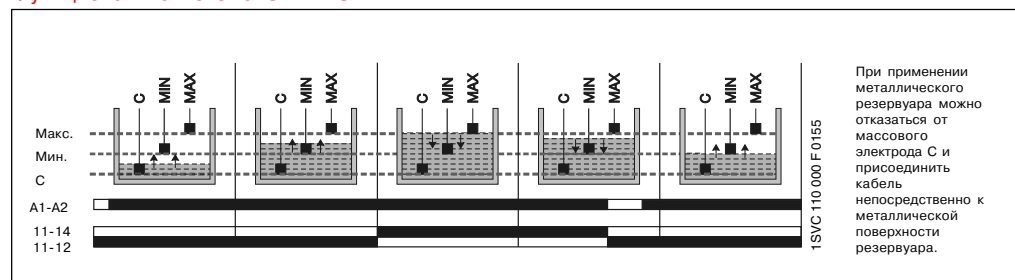 C MIN MAX C MIN MAX C MIN MAX C MIN MAX C MIN MAX
Макс.
Мин.
С
A1-A2
11-14
11-12
1SVC 110 000 F 0155
При применении
металлического
резервуара можно
отказаться от
массового
электрода С и
присоединить
кабель
непосредственно к
металлической
поверхности
резервуара.